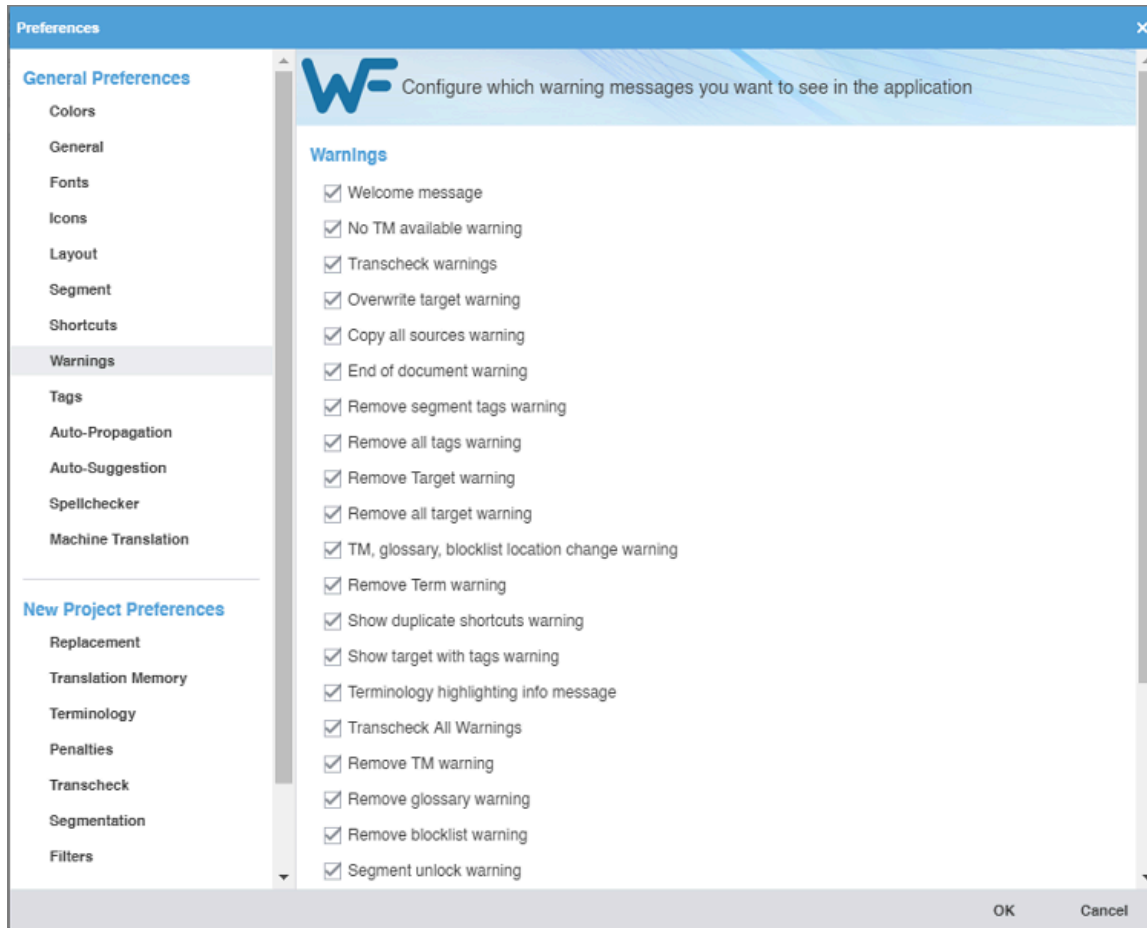 Preferences
General Preferences
Colors
General
Fonts
Icons
Layout
Segment
Shortcuts
Warnings
Tags
Auto-Propagation
Auto-Suggestion
Spellchecker
Machine Translation
New Project Preferences
Replacement
Translation Memory
Terminology
Penalties
Transcheck
Segmentation
Filters
WF Configure which warning messages you want to see in the application
Warnings
Welcome message
No TM available warning
Transcheck warnings
Overwrite target warning
Copy all sources warning
End of document warning
Remove segment tags warning
Remove all tags warning
Remove Target warning
Remove all target warning
TM, glossary, blocklist location change warning
Remove Term warning
Show duplicate shortcuts warning
Show target with tags warning
Terminology highlighting info message
Transcheck All Warnings
Remove TM warning
Remove glossary warning
Remove blocklist warning
Segment unlock warning
OK Cancel